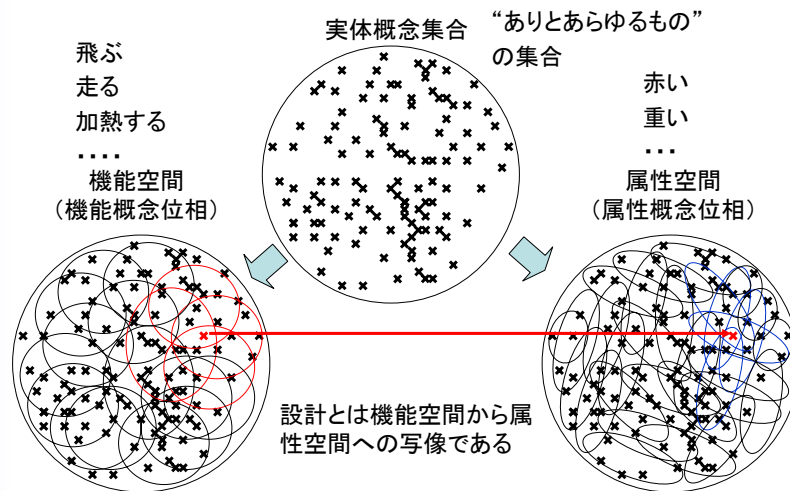 実体概念集合
“ありとあらゆるもの”
の集合
飛ぶ
走る
加熱する
‥‥
機能空間
（機能概念位相）
赤い
重い
…
属性空間
（属性概念位相）
設計とは機能空間から属
性空間への写像である